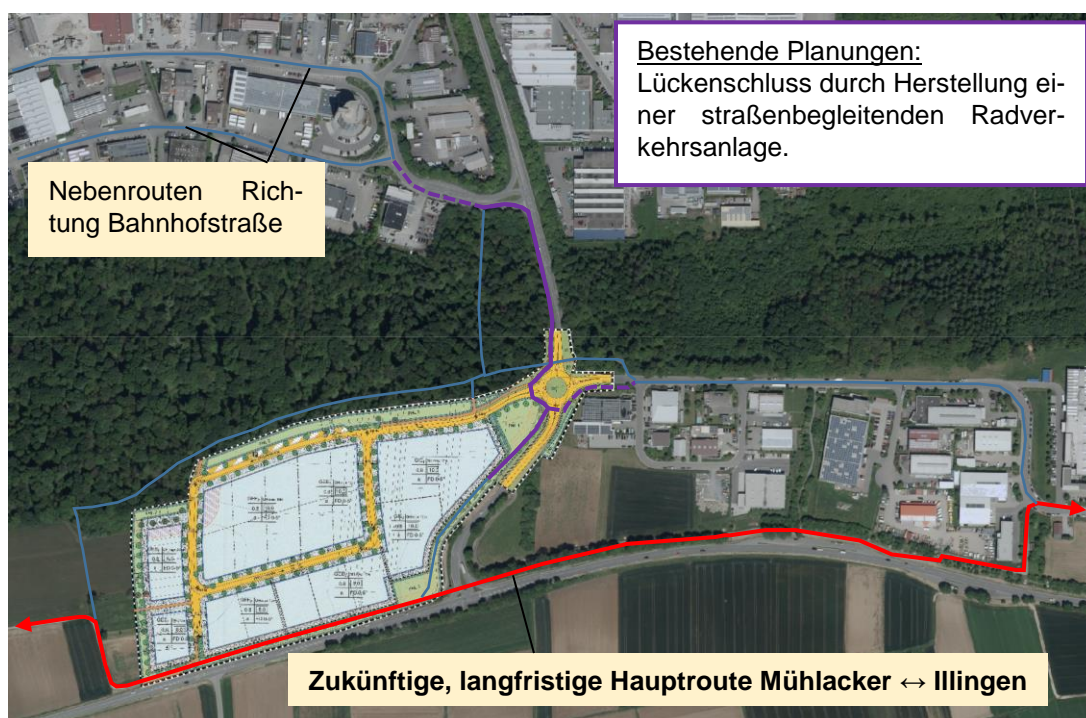 Bestehende Planungen:
Lückenschluss durch Herstellung ei-
ner straßenbegleitenden Radver-
kehrsanlage.
Nebenrouten Rich-
tung Bahnhofstraße
Zukünftige, langfristige Hauptroute Mühlacker ↔ Illingen